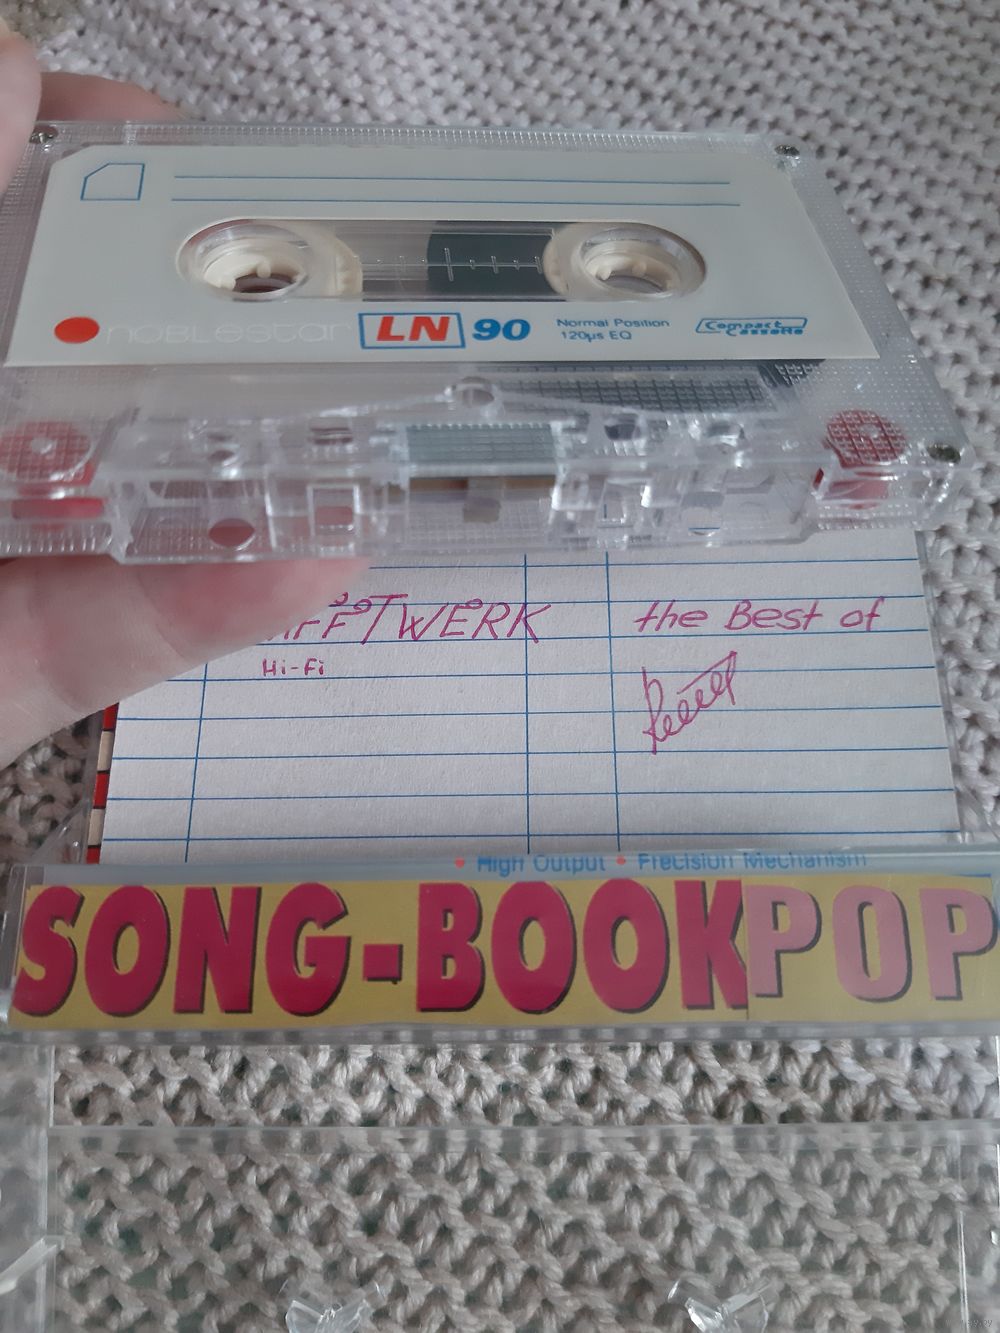 noblestar LN 90 Normal Position
120µs EQ
Compact Cassette
FFTWERK
the Best of
Hi-Fi
• High Output • Precision Mechanism
SONG-BOOK POP